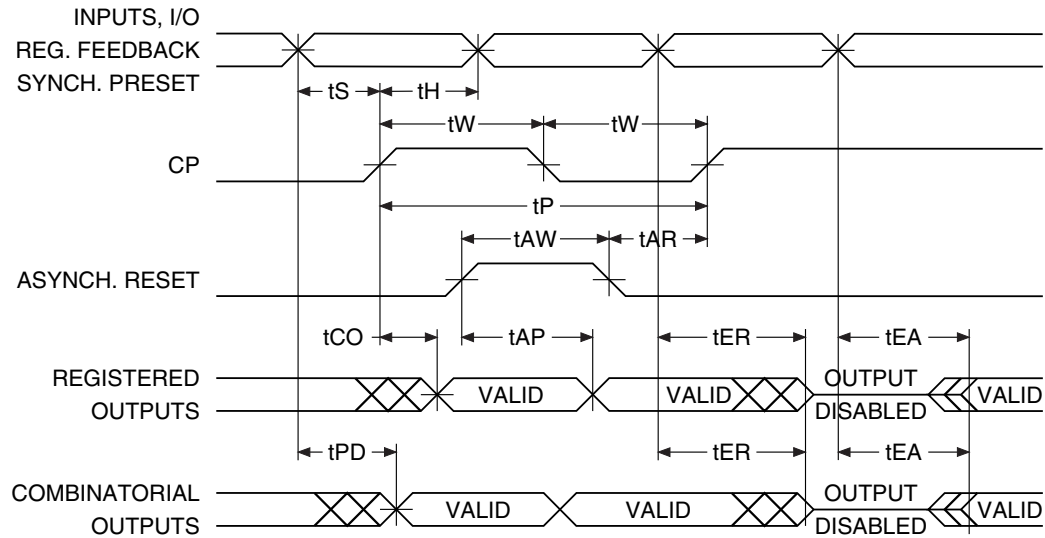 INPUTS, I/O
REG. FEEDBACK
SYNCH. PRESET
tS tH
tW tW
CP
tP
tAW tAR
ASYNCH. RESET
tCO tAP tER tEA
REGISTERED OUTPUT
VALID VALID VALID
OUTPUTS DISABLED
tPD tER tEA
COMBINATORIAL OUTPUT
VALID VALID VALID
OUTPUTS DISABLED